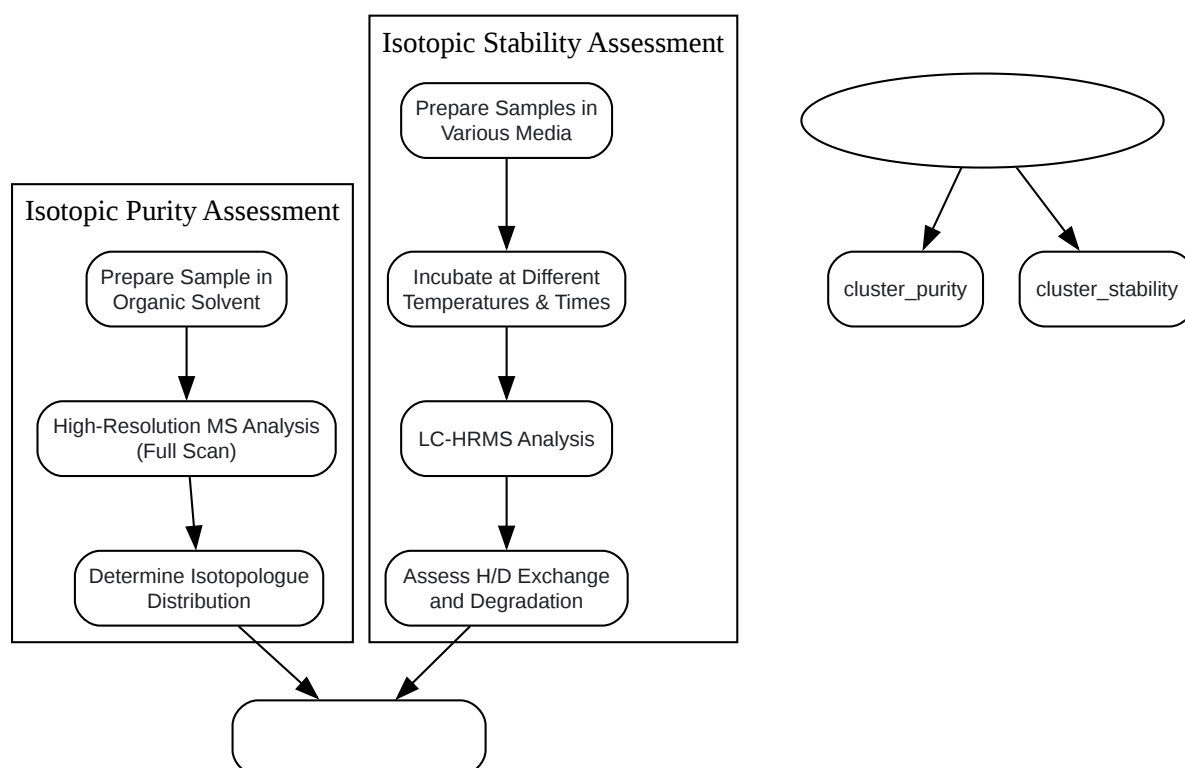 Isotopic Purity Assessment
Prepare Sample in
Organic Solvent
High-Resolution MS Analysis
(Full Scan)
Determine Isotopologue
Distribution
Isotopic Stability Assessment
Prepare Samples in
Various Media
Incubate at Different
Temperatures & Times
LC-HRMS Analysis
Assess H/D Exchange
and Degradation
cluster_purity
cluster_stability